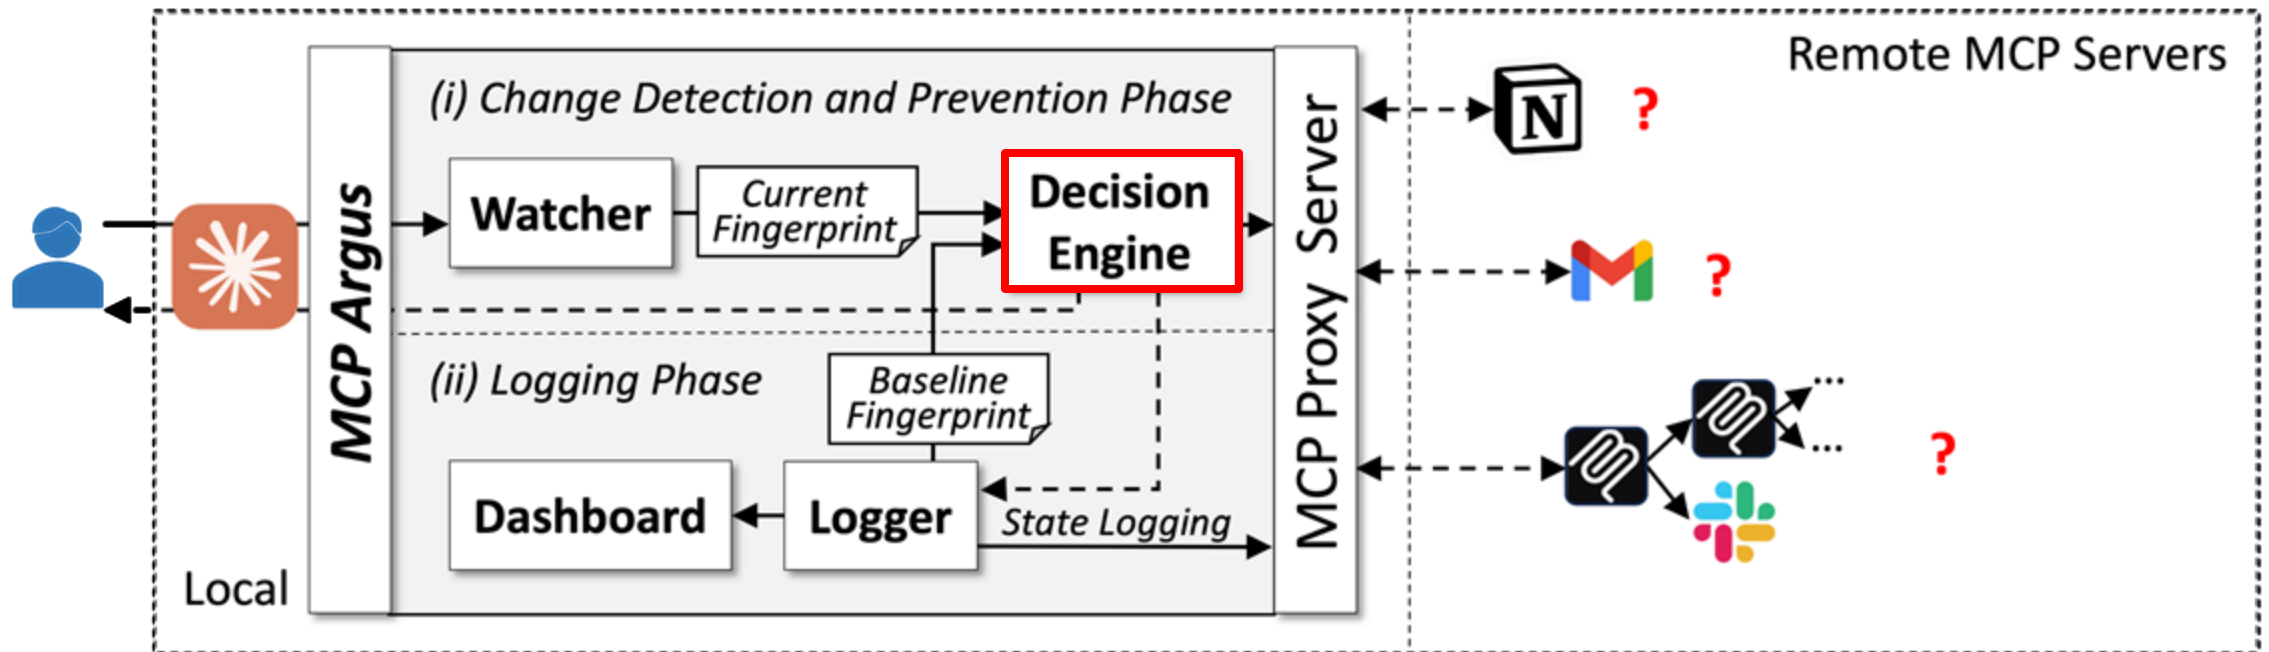 (i) Change Detection and Prevention Phase
Remote MCP Servers
N
?
Watcher
Current
Fingerprint
Decision
Engine
MCP Argus
MCP Proxy Server
?
(ii) Logging Phase
Baseline
Fingerprint
...
...
?
Dashboard
Logger
State Logging
Local